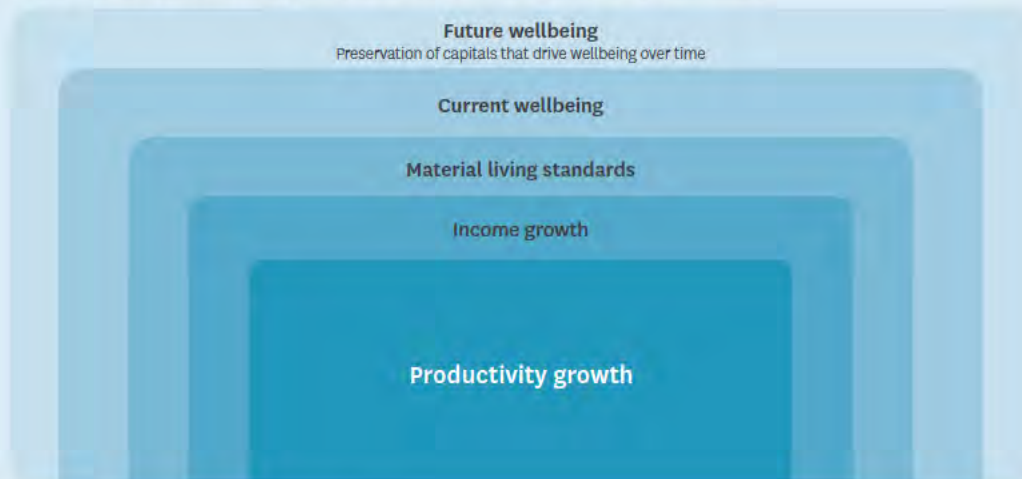 Future wellbeing
Preservation of capitals that drive wellbeing over time
Current wellbeing
Material living standards
Income growth
Productivity growth